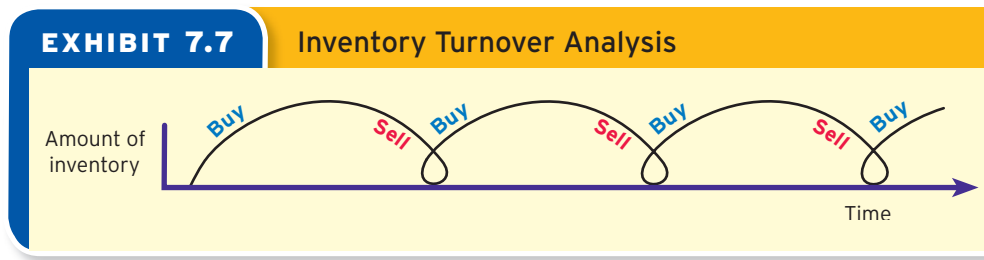 EXHIBIT 7.7 Inventory Turnover Analysis
Buy Sell Buy Sell Buy Sell Buy
Amount of
inventory
Time